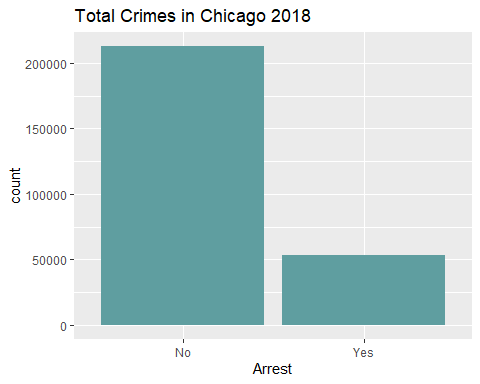 Total Crimes in Chicago 2018
200000
150000
100000
50000
0
count
No Yes
Arrest